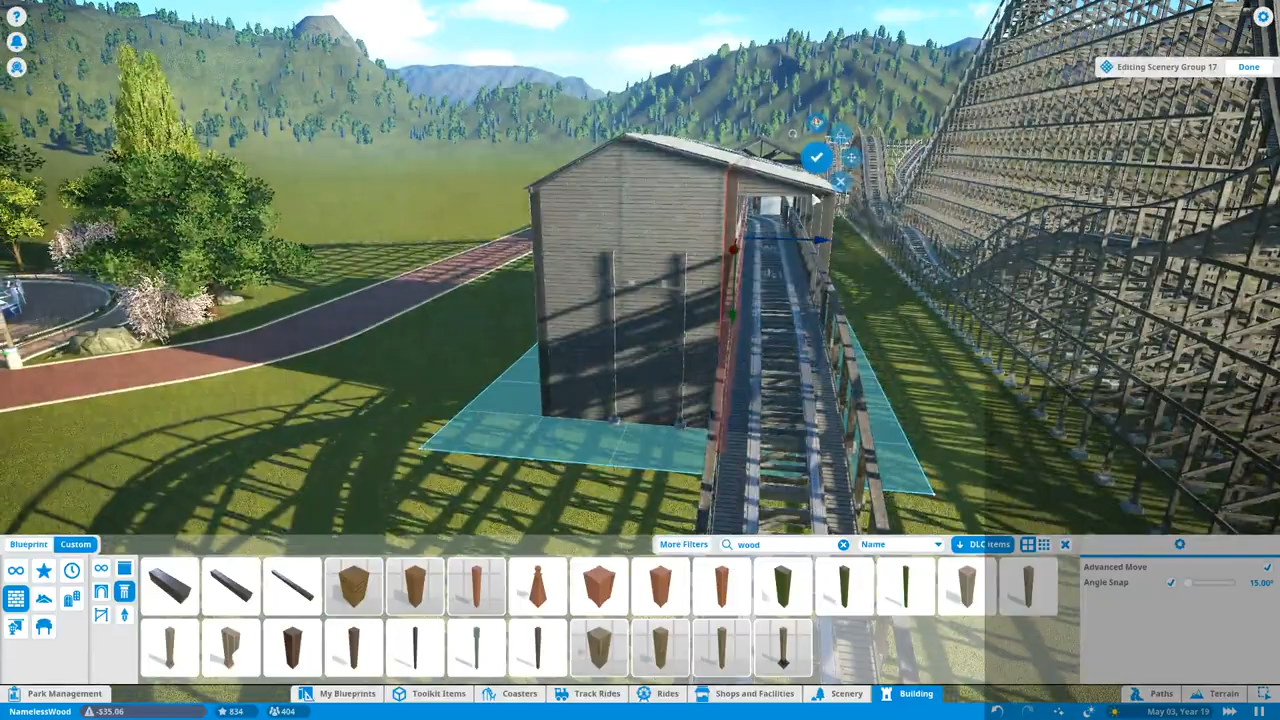 ?
Editing Scenery Group 17 Done
Blueprint Custom More Filters wood Name DLC Items
Advanced Move
Angle Snap 15.00°
Park Management My Blueprints Toolkit Items Coasters Track Rides Rides Shops and Facilities Scenery Building Paths Terrain
NamelessWood -$35.06 834 404 May 03, Year 19